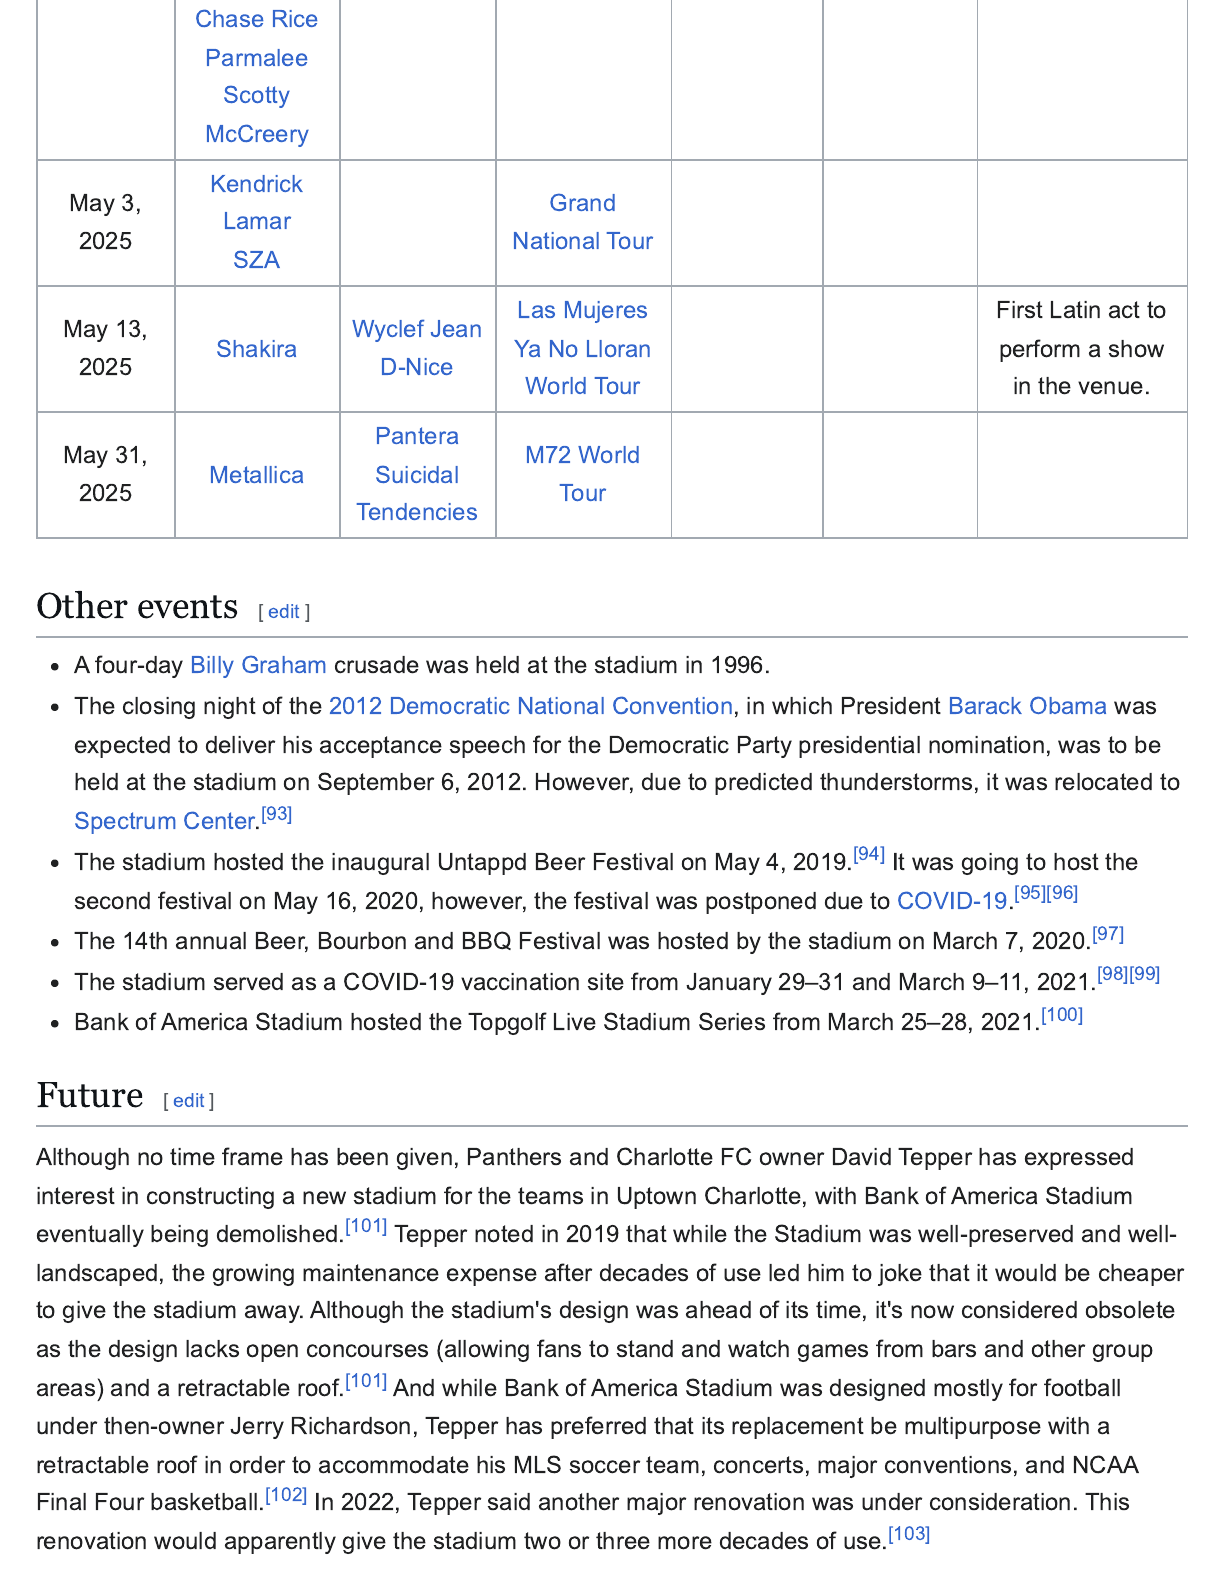 Chase Rice
Parmalee
Scotty
McCreery
May 3,
2025
Kendrick
Lamar
SZA
Grand
National Tour
May 13,
2025
Shakira
Wyclef Jean
D-Nice
Las Mujeres
Ya No Lloran
World Tour
First Latin act to
perform a show
in the venue.
May 31,
2025
Metallica
Pantera
Suicidal
Tendencies
M72 World
Tour
Other events [ edit ]
• A four-day Billy Graham crusade was held at the stadium in 1996.
• The closing night of the 2012 Democratic National Convention, in which President Barack Obama was
expected to deliver his acceptance speech for the Democratic Party presidential nomination, was to be
held at the stadium on September 6, 2012. However, due to predicted thunderstorms, it was relocated to
Spectrum Center.[93]
• The stadium hosted the inaugural Untappd Beer Festival on May 4, 2019.[94] It was going to host the
second festival on May 16, 2020, however, the festival was postponed due to COVID-19.[95][96]
• The 14th annual Beer, Bourbon and BBQ Festival was hosted by the stadium on March 7, 2020.[97]
• The stadium served as a COVID-19 vaccination site from January 29–31 and March 9–11, 2021.[98][99]
• Bank of America Stadium hosted the Topgolf Live Stadium Series from March 25–28, 2021.[100]
Future [ edit ]
Although no time frame has been given, Panthers and Charlotte FC owner David Tepper has expressed
interest in constructing a new stadium for the teams in Uptown Charlotte, with Bank of America Stadium
eventually being demolished.[101] Tepper noted in 2019 that while the Stadium was well-preserved and well-
landscaped, the growing maintenance expense after decades of use led him to joke that it would be cheaper
to give the stadium away. Although the stadium's design was ahead of its time, it's now considered obsolete
as the design lacks open concourses (allowing fans to stand and watch games from bars and other group
areas) and a retractable roof.[101] And while Bank of America Stadium was designed mostly for football
under then-owner Jerry Richardson, Tepper has preferred that its replacement be multipurpose with a
retractable roof in order to accommodate his MLS soccer team, concerts, major conventions, and NCAA
Final Four basketball.[102] In 2022, Tepper said another major renovation was under consideration. This
renovation would apparently give the stadium two or three more decades of use.[103]